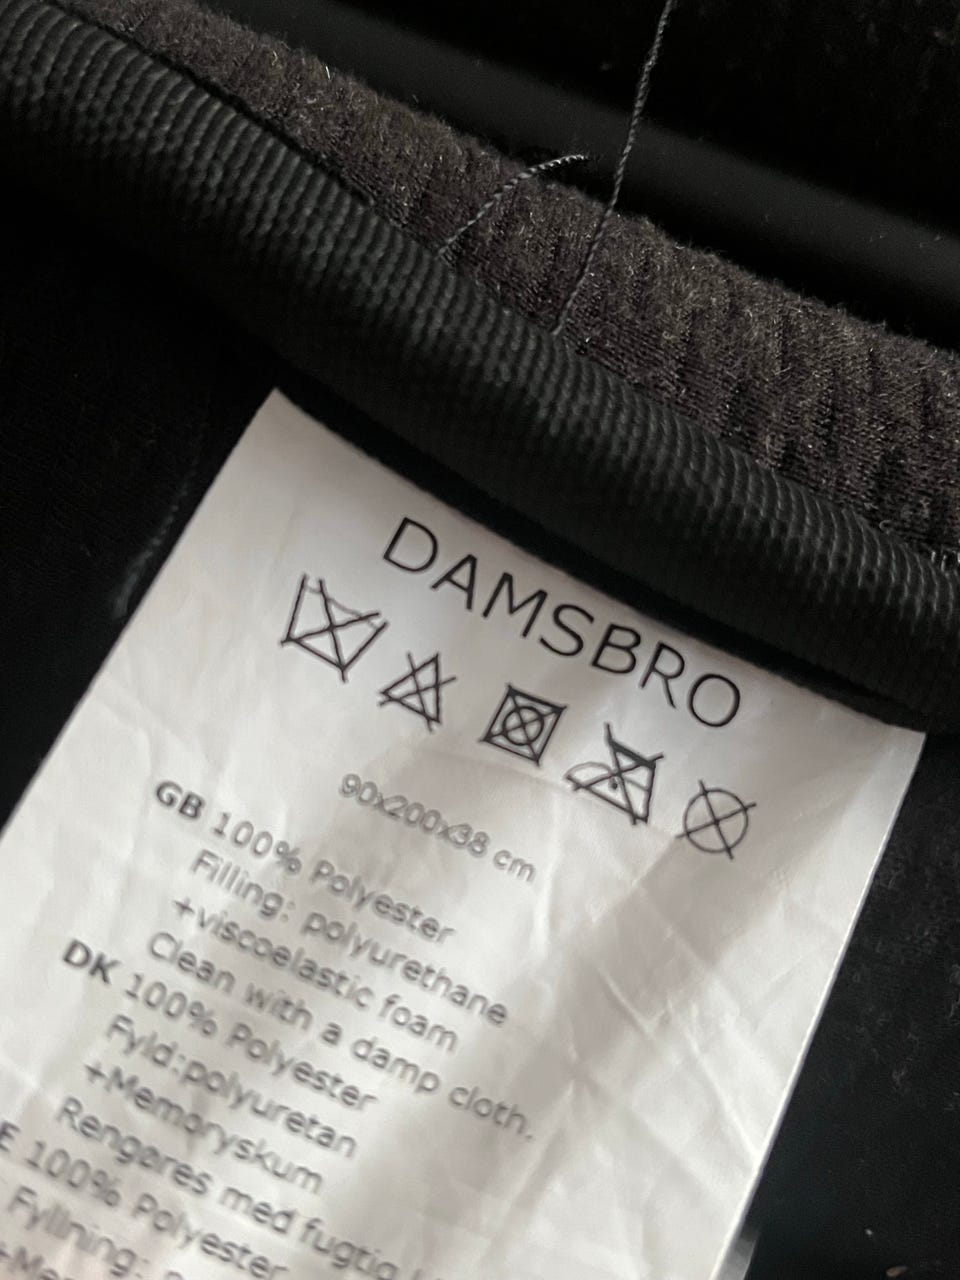 DAMSBRO
90x200x38 cm
GB 100% Polyester
Filling: polyurethane
+viscoelastic foam
Clean with a damp cloth.
DK 100% Polyester
Fyld:polyuretan
+Memoryskum
Rengøres med fugtig
E 100% Polyester
Fyllning: